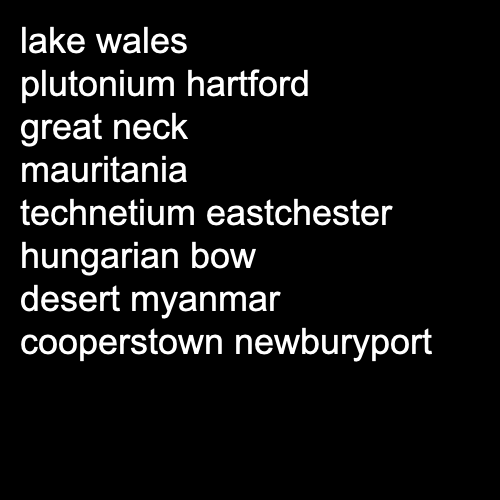 lake wales
plutonium hartford
great neck
mauritania
technetium eastchester
hungarian bow
desert myanmar
cooperstown newburyport